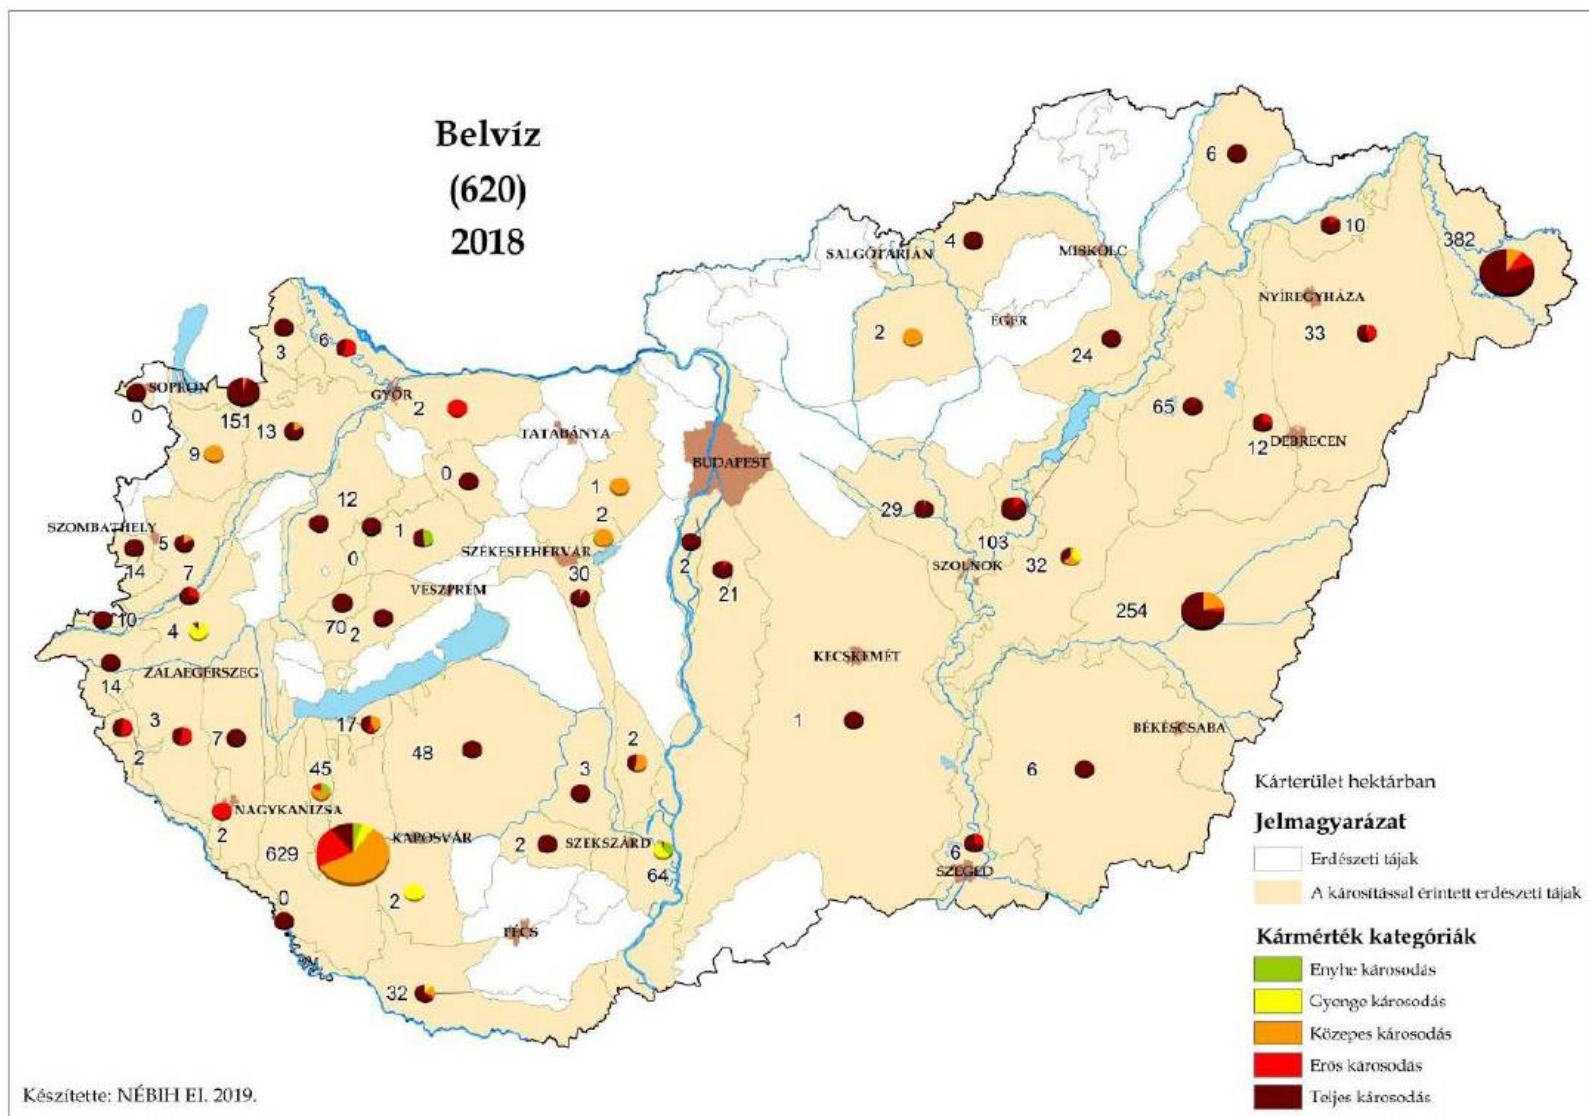 Belvíz
(620)
2018
6
10
382
4
SALGÓTARJÁN
MISKOLC
NYÍREGYHÁZA
EGER
2
24
33
3
6
SOPRON
0
151
GYŐR
2
13
TATABÁNYA
65
12
DEBRECEN
9
BUDAPEST
0
1
12
2
29
103
SZOMBATHELY
5
1
0
SZÉKESFEHÉRVÁR
14
7
30
2
21
SZOLNOK
32
VESZPRÉM
10
4
70
2
254
ZALAEGERSZEG
14
KECSKEMÉT
3
2
7
17
48
2
1
BÉKÉSCSABA
45
3
6
NAGYKANIZSA
2
KAPOSVÁR
629
2
SZEKSZÁRD
64
6
SZEGED
0
2
PÉCS
32
Kárterület hektárban
Jelmagyarázat
Erdészeti tájak
A károsítással érintett erdészeti tájak
Kármérték kategóriák
Enyhe károsodás
Gyenge károsodás
Közepes károsodás
Erős károsodás
Teljes károsodás
Készítette: NÉBIH EI. 2019.